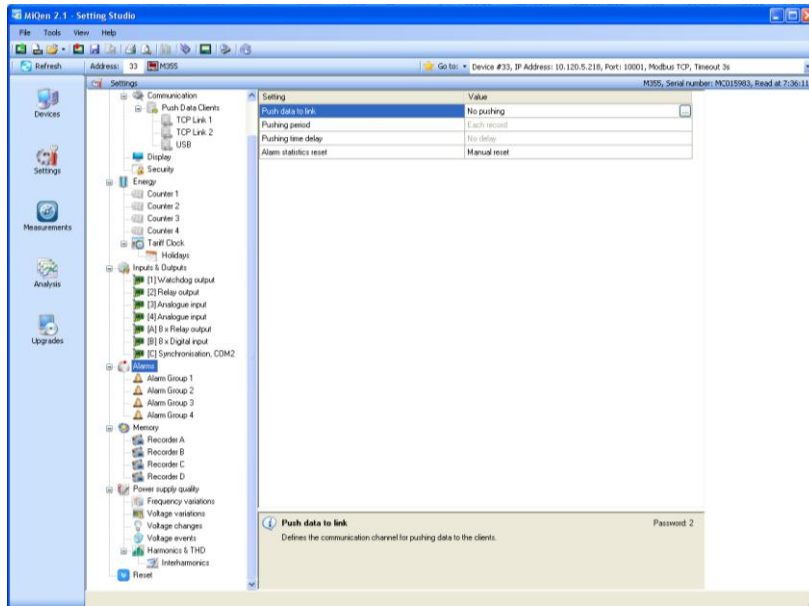 MiQen 2.1 - Setting Studio
File Tools View Help
Refresh Address: 33 M355 Go to: Device #33, IP Address: 10.120.5.218, Port: 10001, Modbus TCP, Timeout 3s
Settings M355, Serial number: MC015983, Read at 7:36:11
Devices
Settings
Measurements
Analysis
Upgrades
Communication
Push Data Clients
TCP Link 1
TCP Link 2
USB
Display
Security
Energy
Counter 1
Counter 2
Counter 3
Counter 4
Tariff Clock
Holidays
Inputs & Outputs
[1] Watchdog output
[2] Relay output
[3] Analogue input
[4] Analogue input
[A] 8 x Relay output
[B] 8 x Digital input
[C] Synchronisation, COM2
Alarms
Alarm Group 1
Alarm Group 2
Alarm Group 3
Alarm Group 4
Memory
Recorder A
Recorder B
Recorder C
Recorder D
Power supply quality
Frequency variations
Voltage variations
Voltage changes
Voltage events
Harmonics & THD
Interharmonics
Reset
Setting Value
Push data to link No pushing ...
Pushing period Each record
Pushing time delay No delay
Alarm statistics reset Manual reset
Push data to link Password: 2
Defines the communication channel for pushing data to the clients.